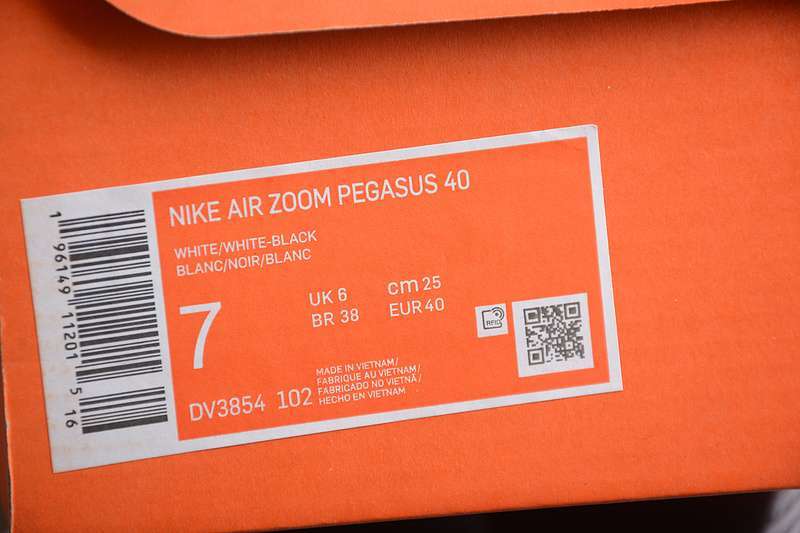 NIKE AIR ZOOM PEGASUS 40
WHITE/WHITE-BLACK
BLANC/NOIR/BLANC
7
UK 6
cm 25
BR 38
EUR 40
RFID
DV3854 102
MADE IN VIETNAM/
FABRIQUE AU VIETNAM/
FABRICADO NO VIETNÃ/
HECHO EN VIETNAM
1 96149 11201 5 16